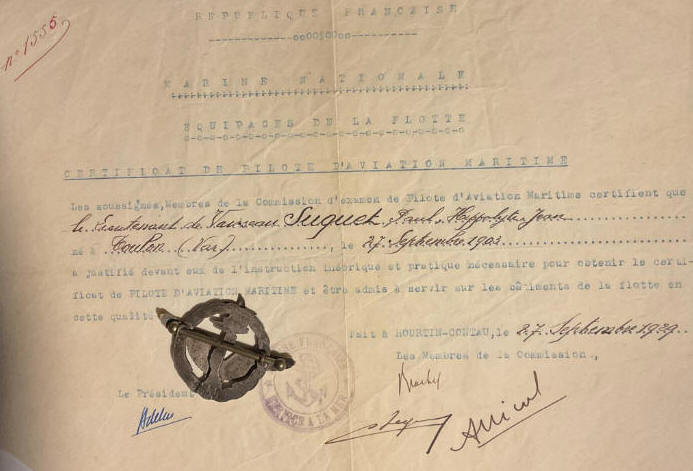 n° 1555
REPUBLIQUE FRANCAISE
MARINE NATIONALE
EQUIPAGES DE LA FLOTTE
CERTIFICAT DE PILOTE D'AVIATION MARITIME
Les soussignés, Membres de la Commission d'examen de Pilote d'Aviation Maritime certifient que
le Lieutenant de Vaisseau Suquet, Paul, Hippolyte, Jean
né à Toulon (Var) , le 27 Septembre 1903
a justifié devant eux de l'instruction théorique et pratique nécessaire pour obtenir le certi-
ficat de PILOTE D'AVIATION MARITIME et être admis à servir sur les bâtiments de la flotte en
cette qualité
Fait à HOURTIN-CONTAU, le 27 Septembre 1929
Les Membres de la Commission,
Le Président